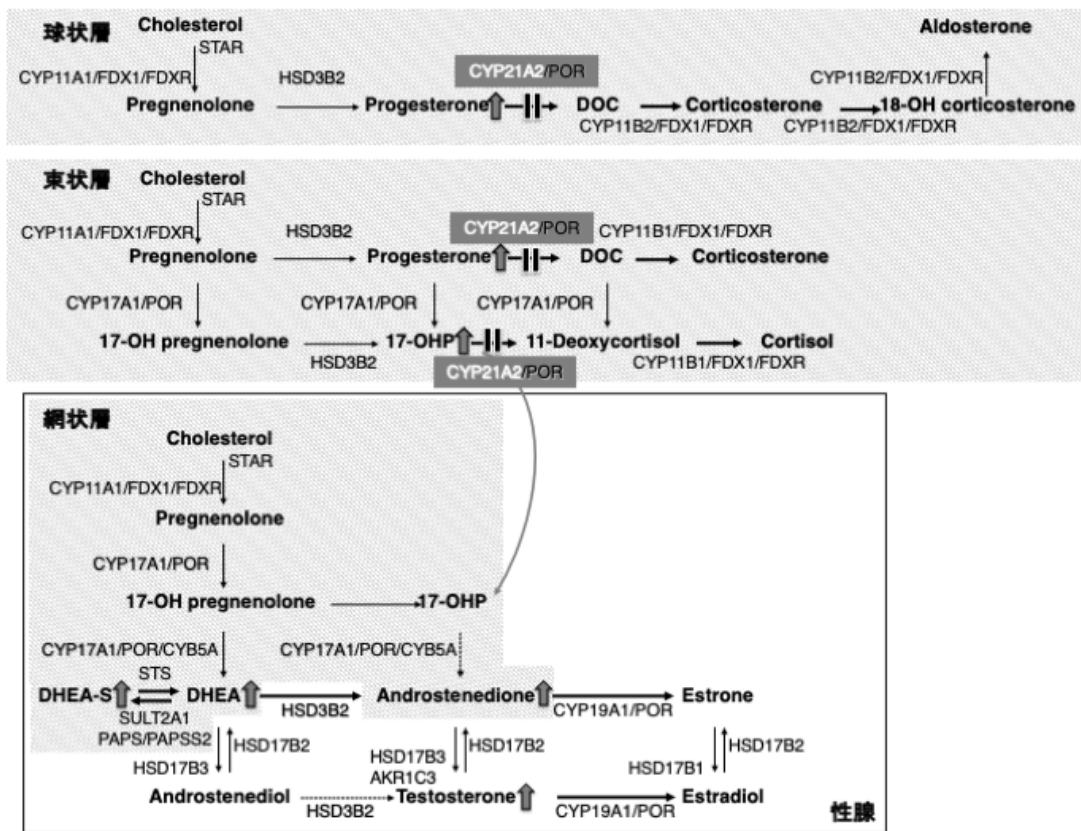 球状層
Cholesterol
STAR
CYP11A1/FDX1/FDXR
Pregnenolone
HSD3B2
Progesterone
CYP21A2/POR
DOC
CYP11B2/FDX1/FDXR
Corticosterone
CYP11B2/FDX1/FDXR
18-OH corticosterone
CYP11B2/FDX1/FDXR
Aldosterone
束状層
Cholesterol
STAR
CYP11A1/FDX1/FDXR
Pregnenolone
HSD3B2
Progesterone
CYP21A2/POR
DOC
CYP11B1/FDX1/FDXR
Corticosterone
CYP17A1/POR
CYP17A1/POR
CYP17A1/POR
17-OH pregnenolone
HSD3B2
17-OHP
CYP21A2/POR
11-Deoxycortisol
CYP11B1/FDX1/FDXR
Cortisol
網状層
Cholesterol
STAR
CYP11A1/FDX1/FDXR
Pregnenolone
CYP17A1/POR
17-OH pregnenolone
17-OHP
CYP17A1/POR/CYB5A
CYP17A1/POR/CYB5A
DHEA-S
STS
SULT2A1
PAPS/PAPSS2
DHEA
HSD3B2
Androstenedione
CYP19A1/POR
Estrone
HSD17B3
HSD17B2
HSD17B3
AKR1C3
HSD17B2
HSD17B1
HSD17B2
Androstenediol
HSD3B2
Testosterone
CYP19A1/POR
Estradiol
性腺